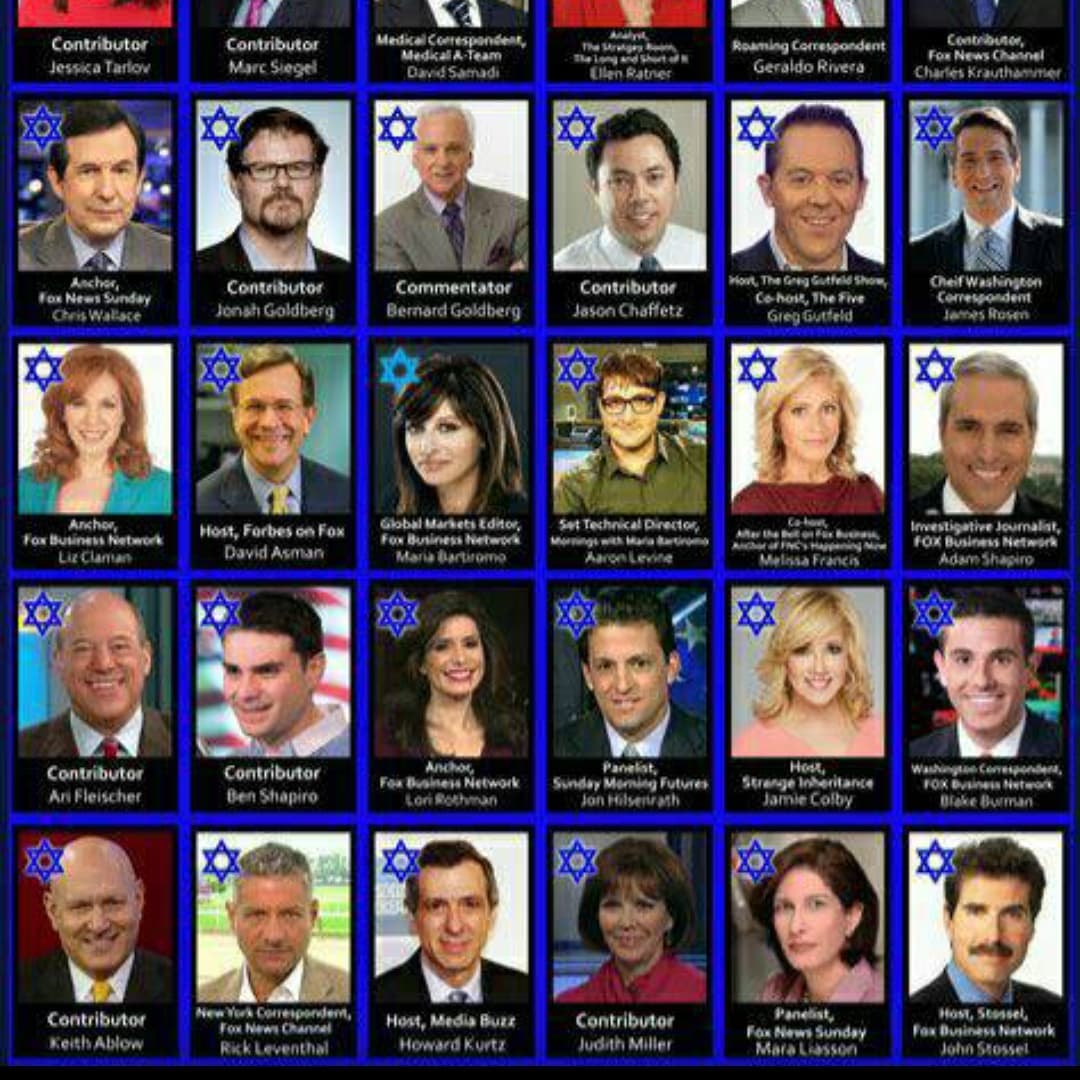 Contributor
Jessica Tarlov
Contributor
Marc Siegel
Medical Correspondent,
Medical A-Team
David Samadi
Analyst,
The Stratgey Room,
The Long and Short of It
Ellen Ratner
Roaming Correspondent
Geraldo Rivera
Contributor,
Fox News Channel
Charles Krauthammer
Anchor,
Fox News Sunday
Chris Wallace
Contributor
Jonah Goldberg
Commentator
Bernard Goldberg
Contributor
Jason Chaffetz
Host, The Greg Gutfeld Show,
Co-host, The Five
Greg Gutfeld
Cheif Washington
Correspondent
James Rosen
Anchor,
Fox Business Network
Liz Claman
Host, Forbes on Fox
David Asman
Global Markets Editor,
Fox Business Network
Maria Bartiromo
Set Technical Director,
Mornings with Maria Bartiromo
Aaron Levine
Co-host,
After the Bell on Fox Business,
Anchor of FNC's Happening Now
Melissa Francis
Investigative Journalist,
FOX Business Network
Adam Shapiro
Contributor
Ari Fleischer
Contributor
Ben Shapiro
Anchor,
Fox Business Network
Lori Rothman
Panelist,
Sunday Morning Futures
Jon Hilsenrath
Host,
Strange Inheritance
Jamie Colby
Washington Correspondent,
FOX Business Network
Blake Burman
Contributor
Keith Ablow
New York Correspondent,
Fox News Channel
Rick Leventhal
Host, Media Buzz
Howard Kurtz
Contributor
Judith Miller
Panelist,
Fox News Sunday
Mara Liasson
Host, Stossel,
Fox Business Network
John Stossel